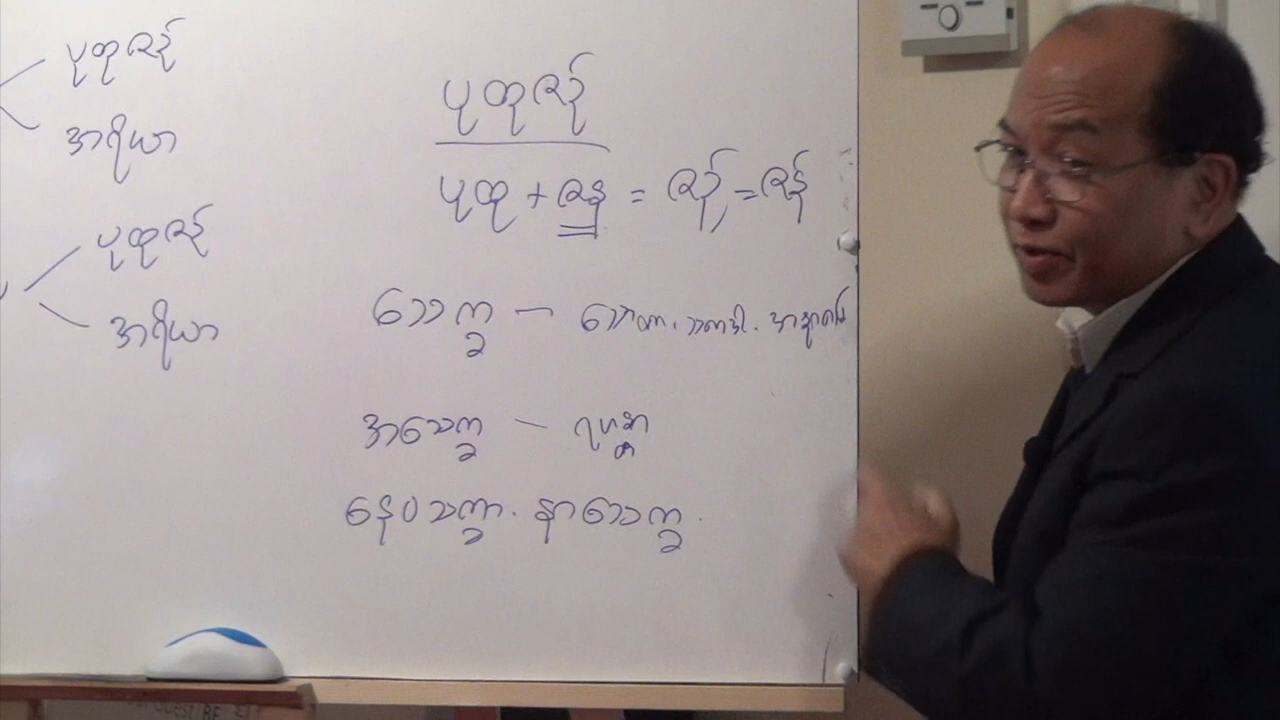 ပုထုဇဉ်
အရိယာ
ပုထုဇဉ်
အရိယာ
ပုထုဇဉ်
ပုထု + ဇန = ဇဉ် = ဇန်
သေက္ခ – သောတာ၊ သကဒါ၊ အနာဂါမ်
အသေက္ခ – ရဟန္တာ
နေဝသက္ခာ၊ နာသေက္ခ